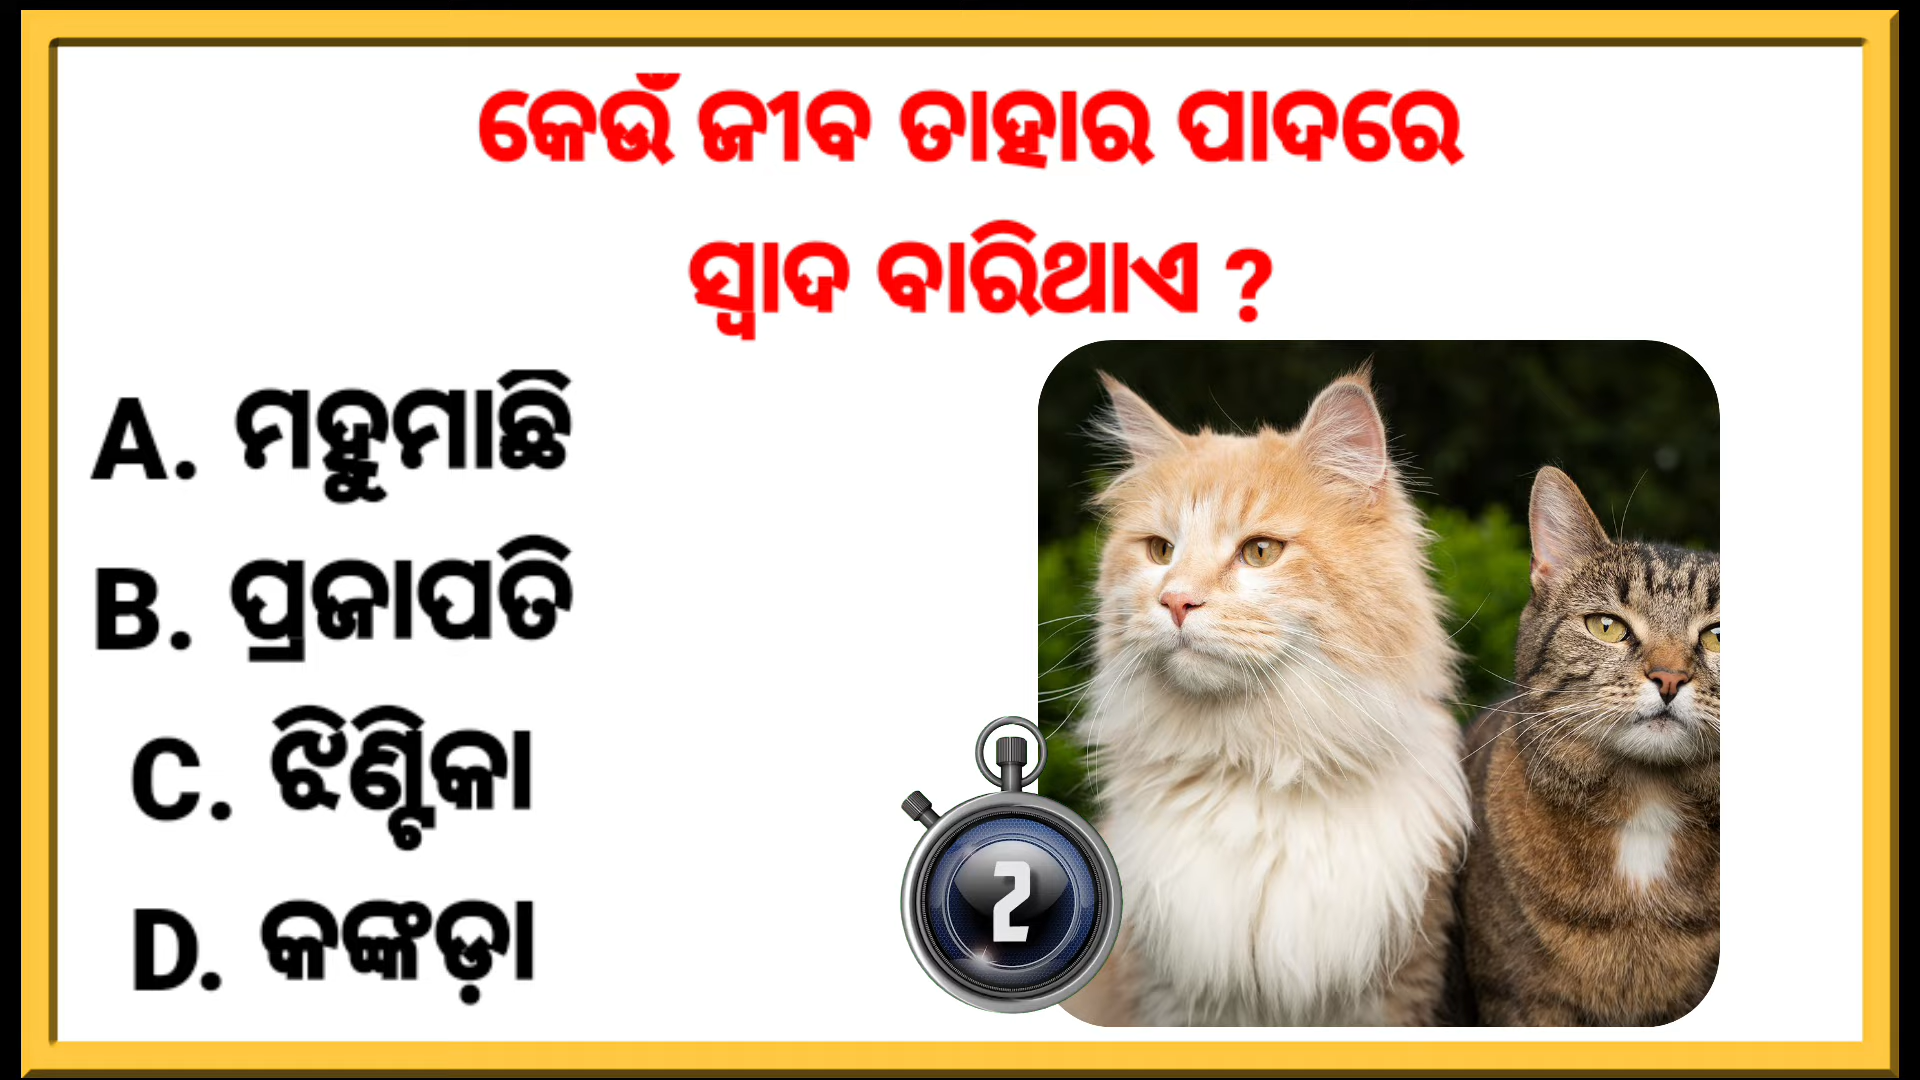 କେଉଁ ଜୀବ ତାହାର ପାଦରେ
ସ୍ୱାଦ ବାରିଥାଏ ?
A. ମହୁମାଛି
B. ପ୍ରଜାପତି
C. ଝିଣ୍ଟିକା
D. କଙ୍କଡ଼ା
2